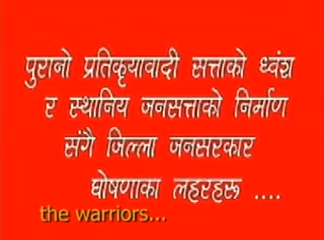 पुरानो प्रतिकृयावादी सत्ताको ध्वंश
र स्थानिय जनसत्ताको निर्माण
संगै जिल्ला जनसरकार
घोषणाका लहरहरू ....
the warriors...